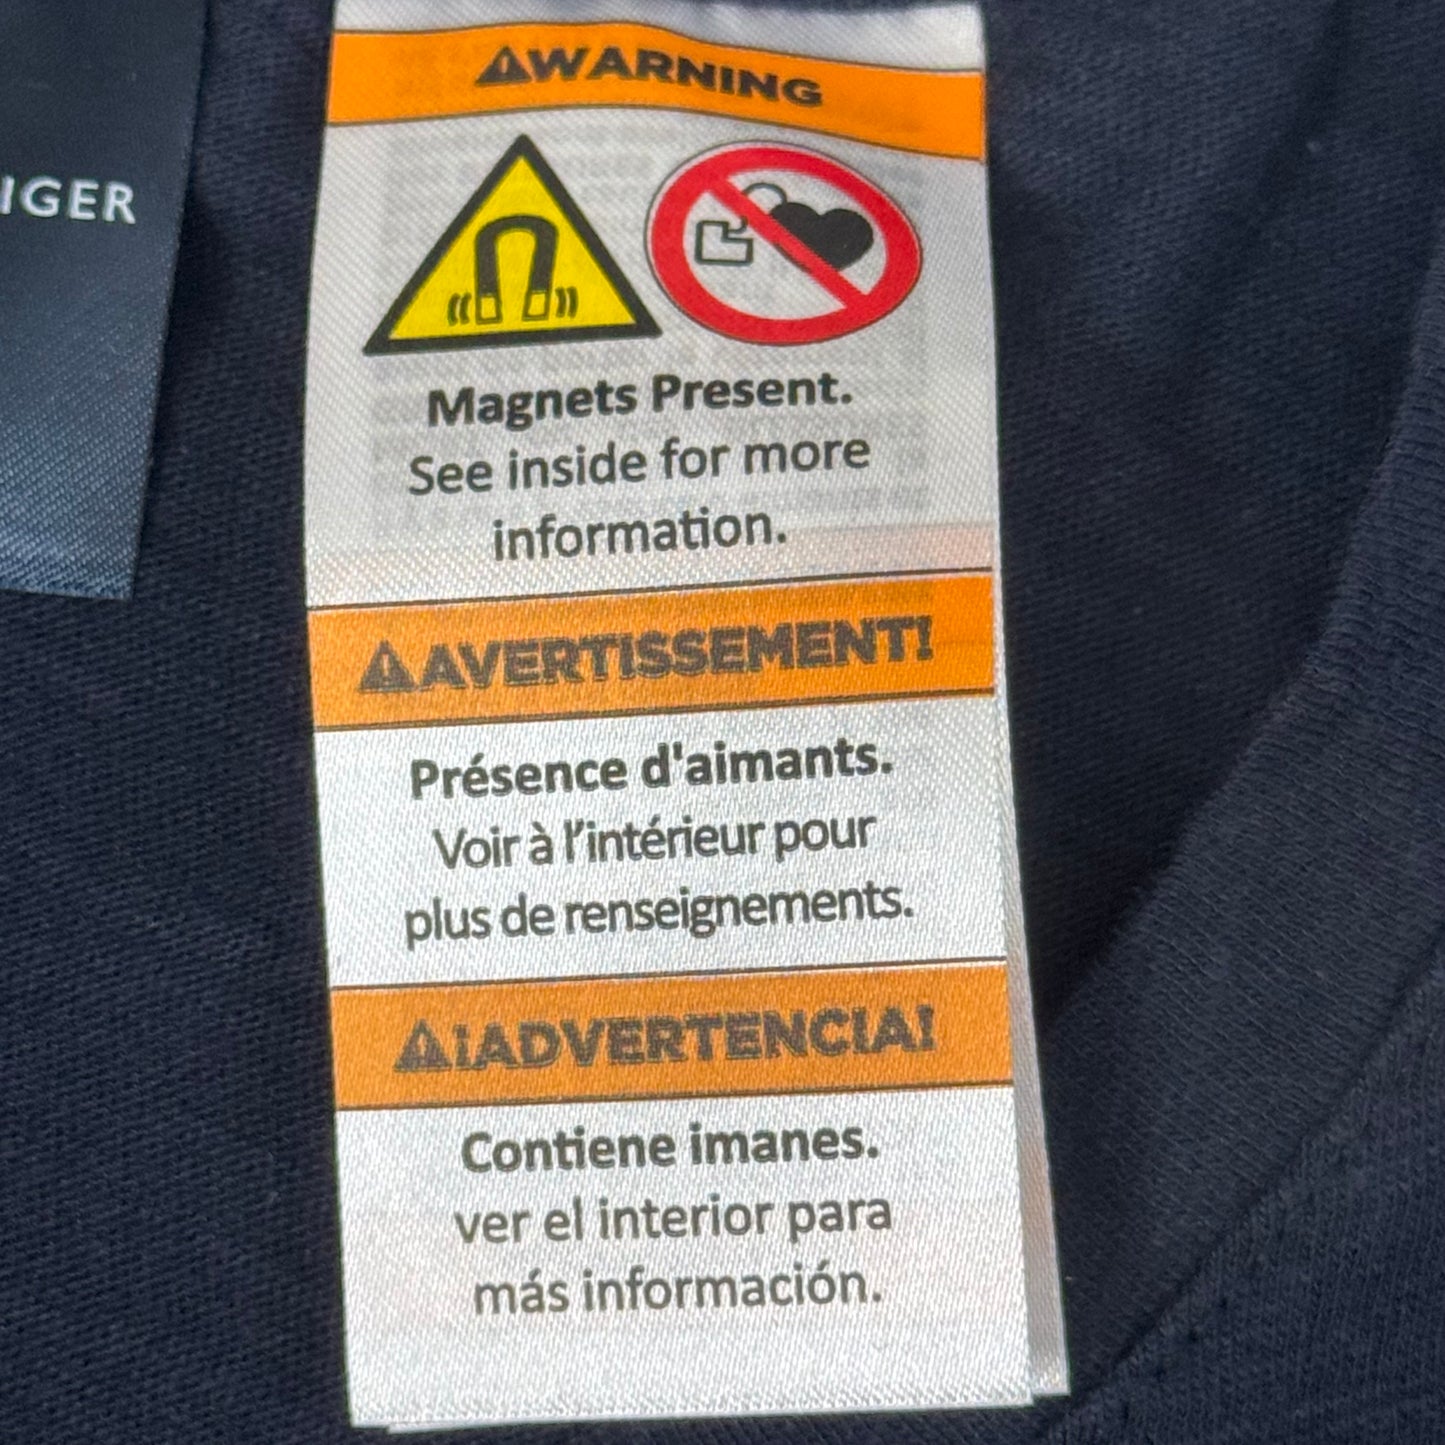 IGER
⚠WARNING
Magnets Present.
See inside for more
information.
⚠AVERTISSEMENT!
Présence d'aimants.
Voir à l’intérieur pour
plus de renseignements.
⚠¡ADVERTENCIA!
Contiene imanes.
ver el interior para
más información.